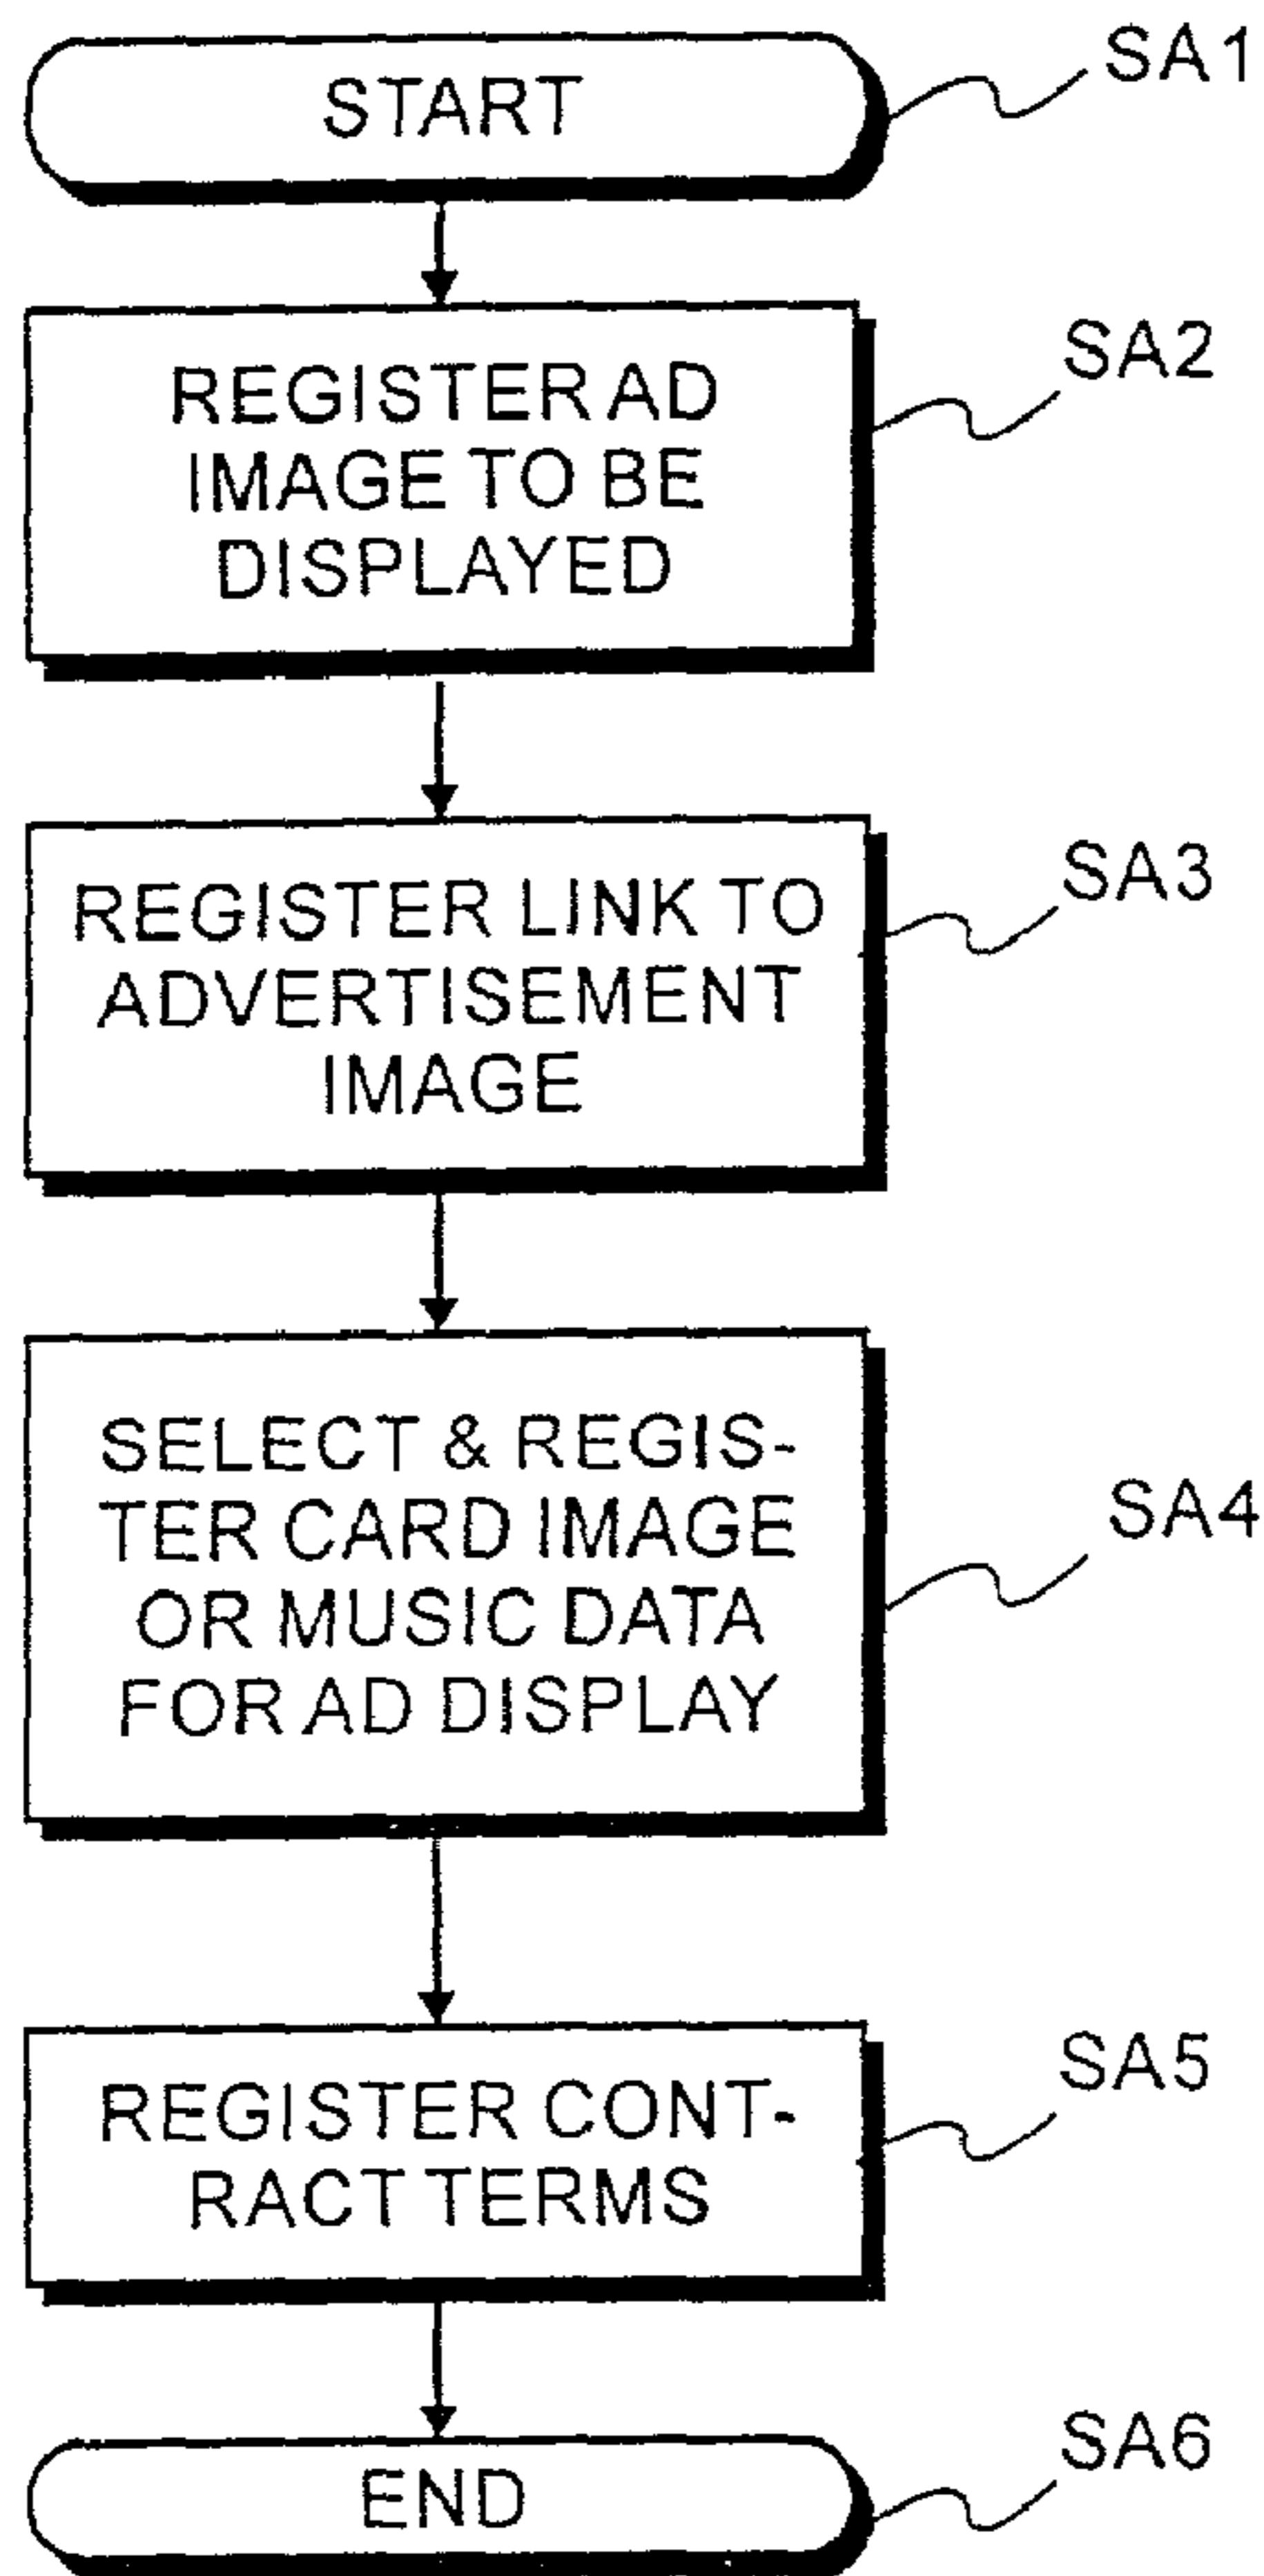 START
SA1
REGISTER AD
IMAGE TO BE
DISPLAYED
SA2
REGISTER LINK TO
ADVERTISEMENT
IMAGE
SA3
SELECT & REGIS-
TER CARD IMAGE
OR MUSIC DATA
FOR AD DISPLAY
SA4
REGISTER CONT-
RACT TERMS
SA5
END
SA6